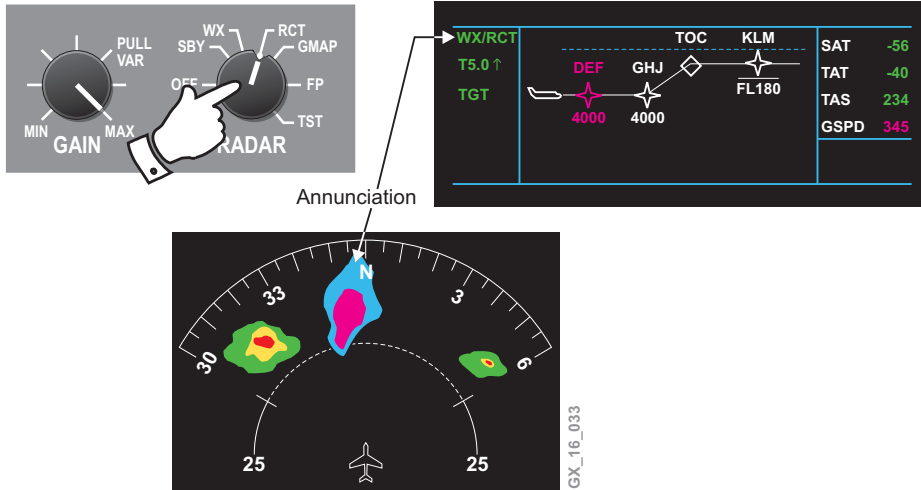 PULL
VAR
MIN
MAX
GAIN
WX
RCT
SBY
GMAP
OFF
FP
TST
RADAR
WX/RCT
T5.0↑
TGT
TOC
KLM
DEF
GHJ
4000
4000
FL180
SAT -56
TAT -40
TAS 234
GSPD 345
Annunciation
N
33
3
30
6
25
25
GX_16_033